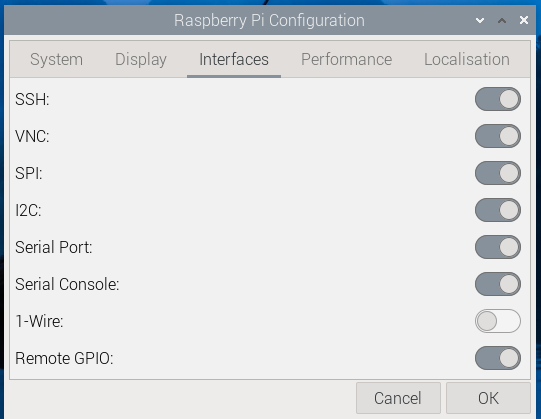 Raspberry Pi Configuration
System Display Interfaces Performance Localisation
SSH:
VNC:
SPI:
I2C:
Serial Port:
Serial Console:
1-Wire:
Remote GPIO:
Cancel OK